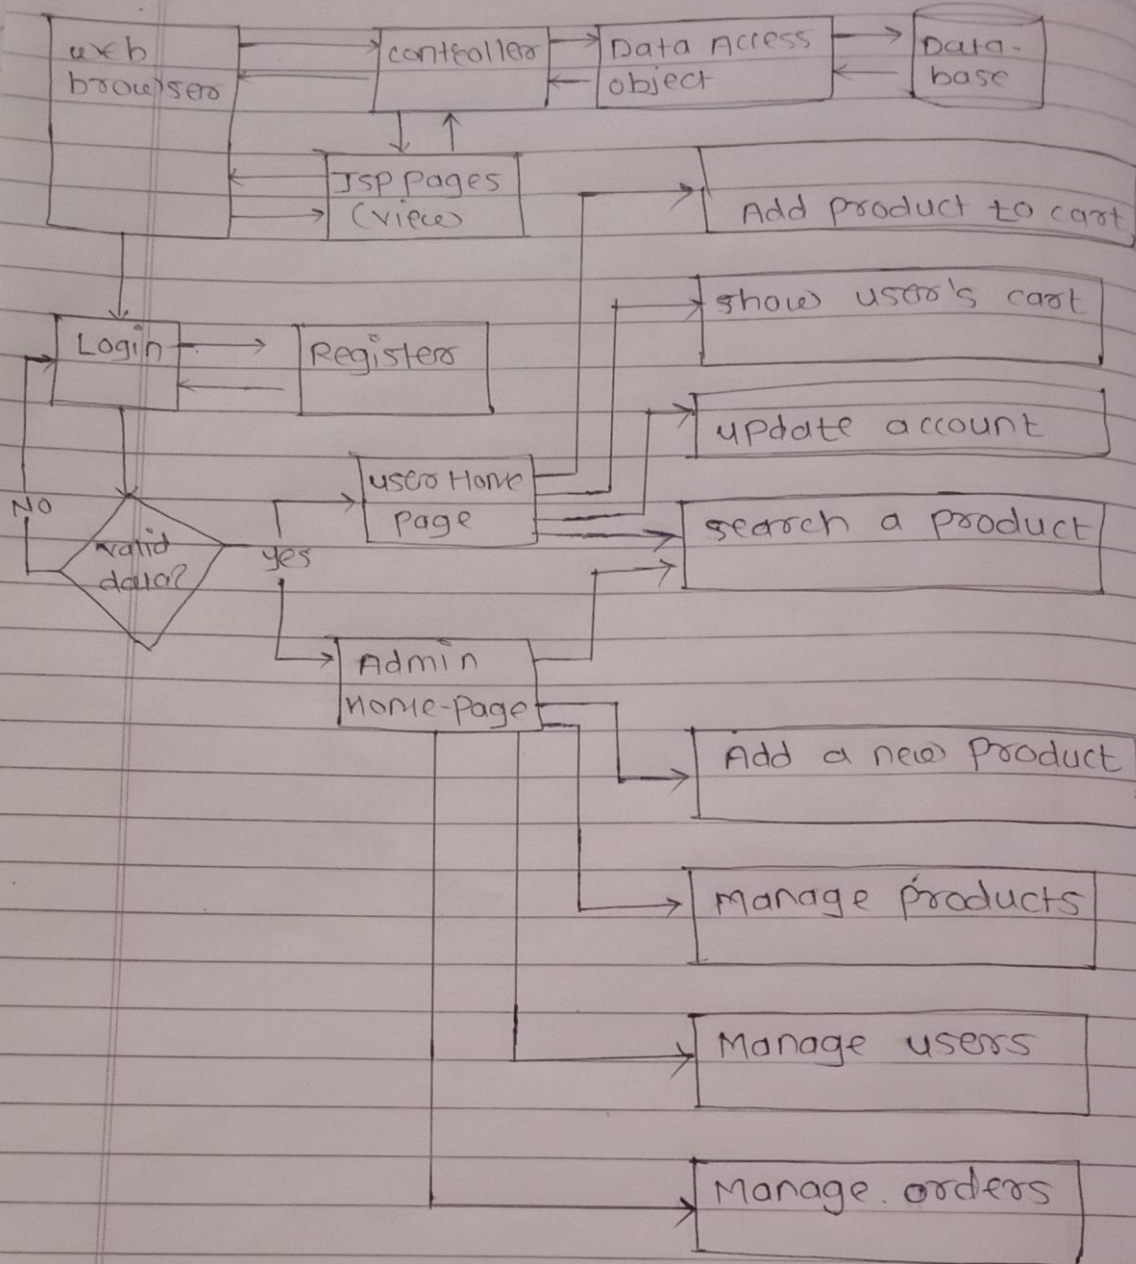 web
browser
controller
Data Access
object
Data-
base
JSP Pages
(view)
Add product to cart
show user's cart
Login
Register
update account
User Home
Page
search a product
NO
valid
data?
yes
Admin
Home-Page
Add a new Product
Manage products
Manage users
Manage. orders